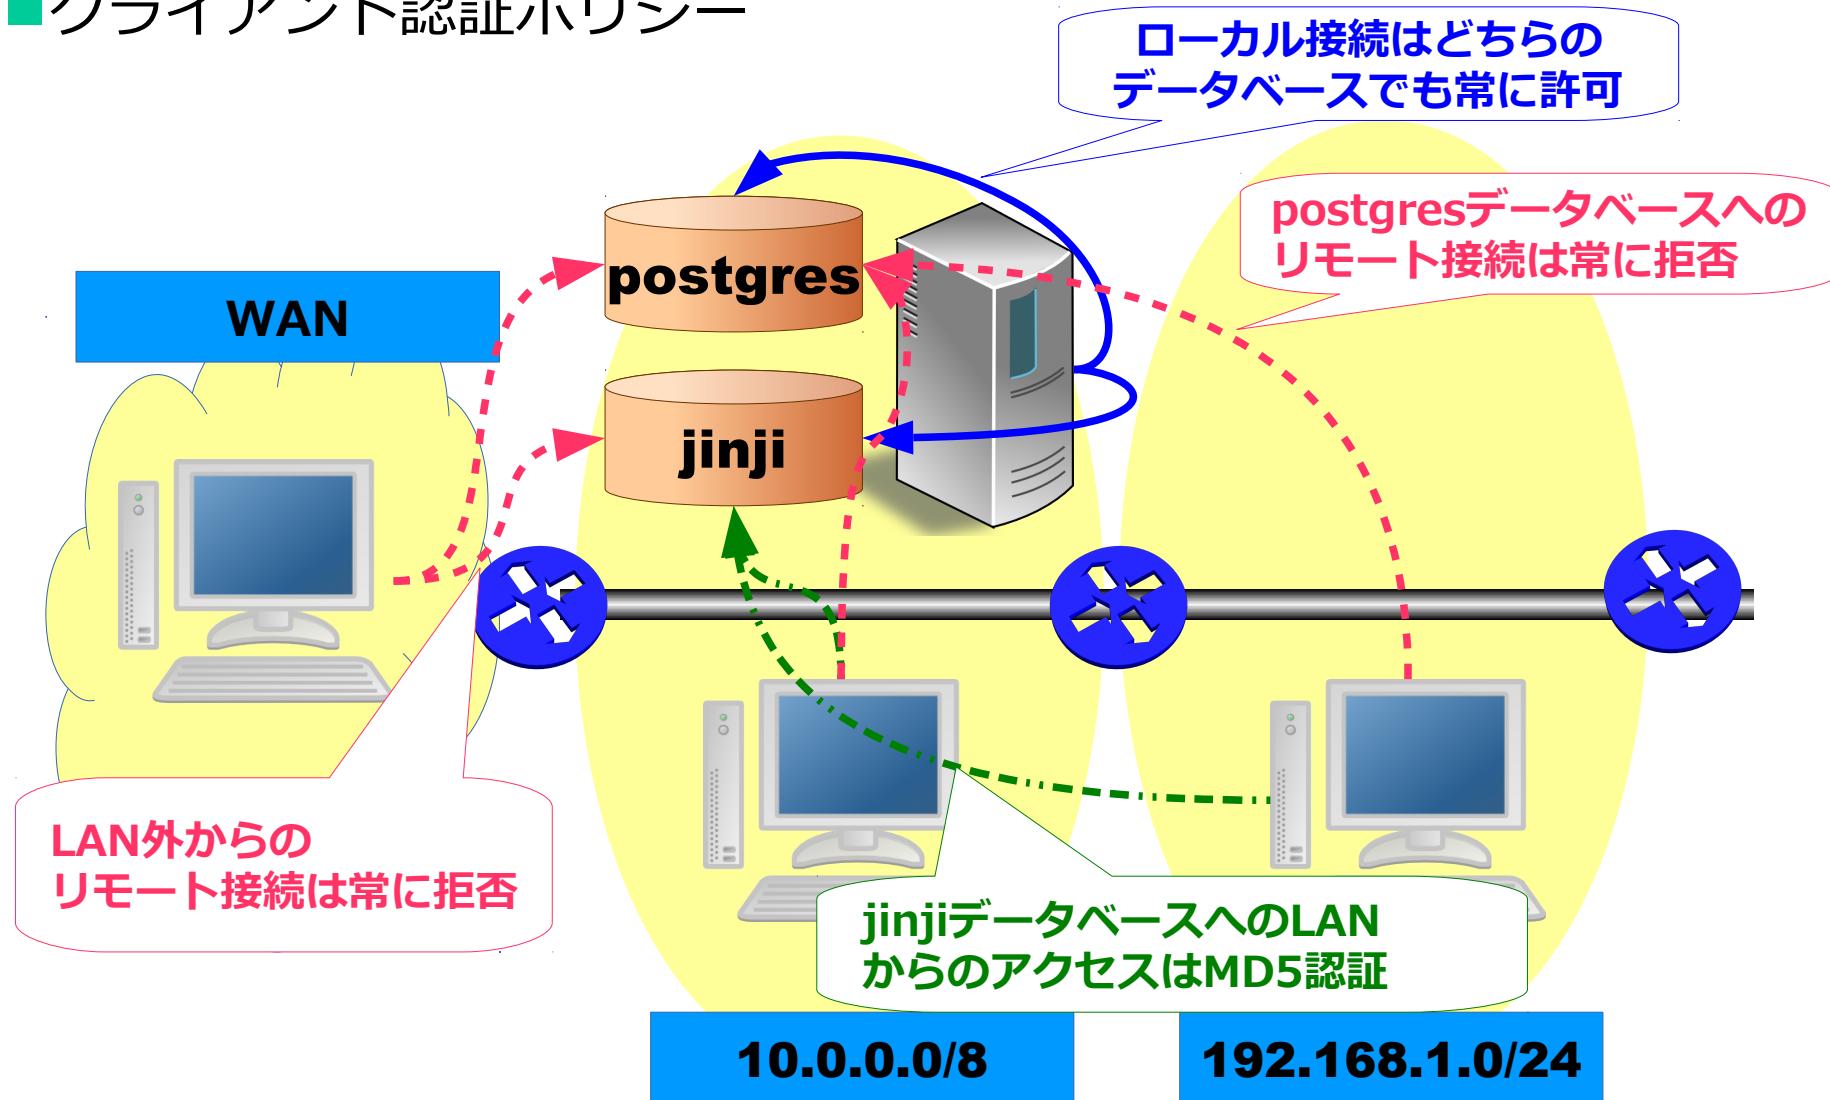 クライアント認証ポリシー
ローカル接続はどちらの
データベースでも常に許可
postgresデータベースへの
リモート接続は常に拒否
postgres
WAN
jinji
LAN外からの
リモート接続は常に拒否
jinjiデータベースへのLAN
からのアクセスはMD5認証
10.0.0.0/8
192.168.1.0/24